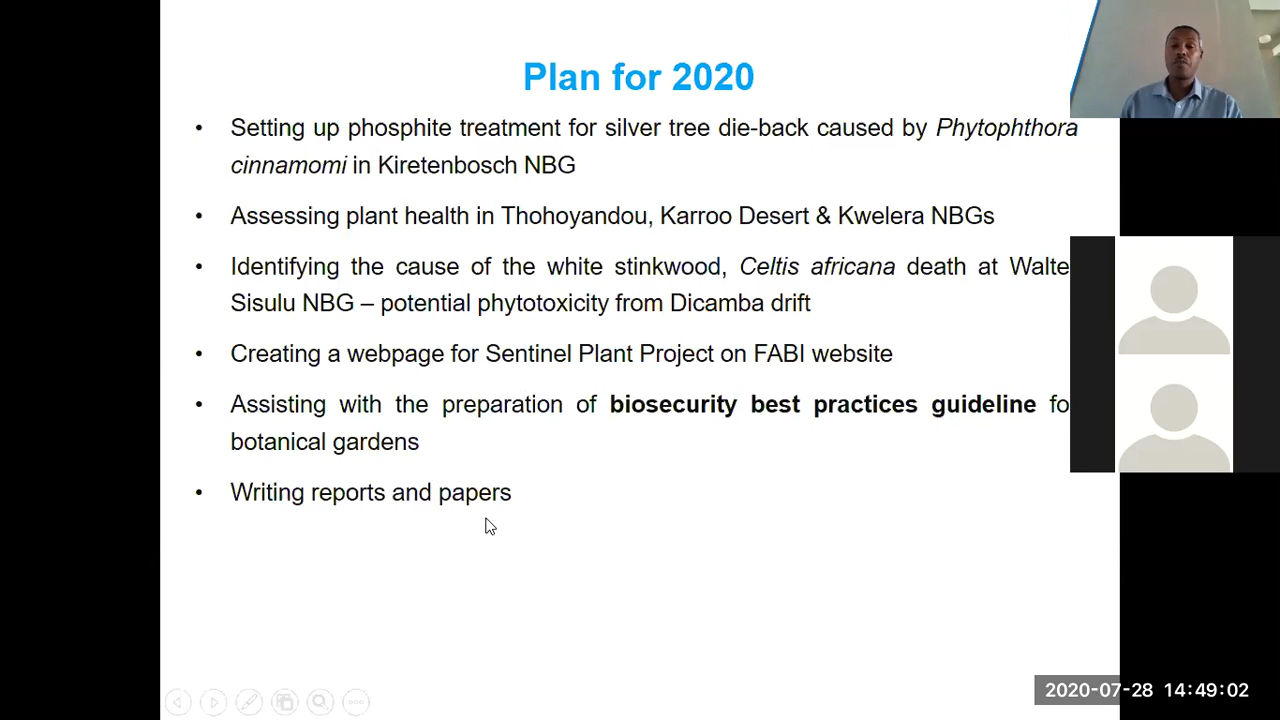 Plan for 2020
• Setting up phosphite treatment for silver tree die-back caused by Phytophthora
cinnamomi in Kiretenbosch NBG
• Assessing plant health in Thohoyandou, Karroo Desert & Kwelera NBGs
• Identifying the cause of the white stinkwood, Celtis africana death at Walte
Sisulu NBG – potential phytotoxicity from Dicamba drift
• Creating a webpage for Sentinel Plant Project on FABI website
• Assisting with the preparation of biosecurity best practices guideline fo
botanical gardens
• Writing reports and papers
2020-07-28 14:49:02